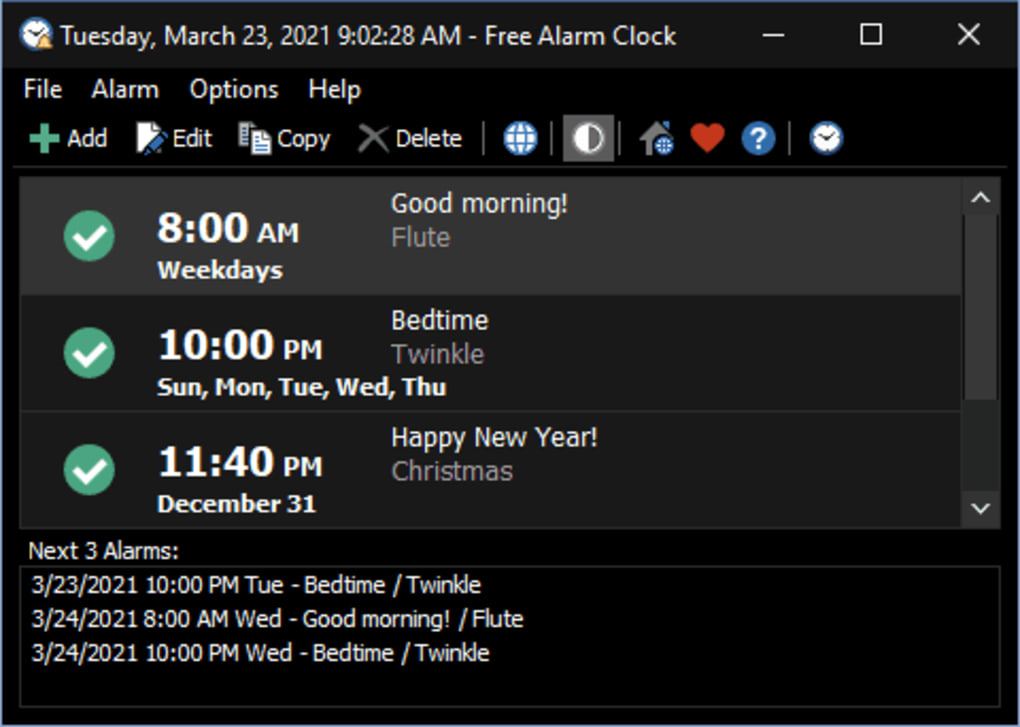 Tuesday, March 23, 2021 9:02:28 AM - Free Alarm Clock
File Alarm Options Help
Add Edit Copy Delete ?
8:00 AM
Weekdays
Good morning!
Flute
10:00 PM
Sun, Mon, Tue, Wed, Thu
Bedtime
Twinkle
11:40 PM
December 31
Happy New Year!
Christmas
Next 3 Alarms:
3/23/2021 10:00 PM Tue - Bedtime / Twinkle
3/24/2021 8:00 AM Wed - Good morning! / Flute
3/24/2021 10:00 PM Wed - Bedtime / Twinkle